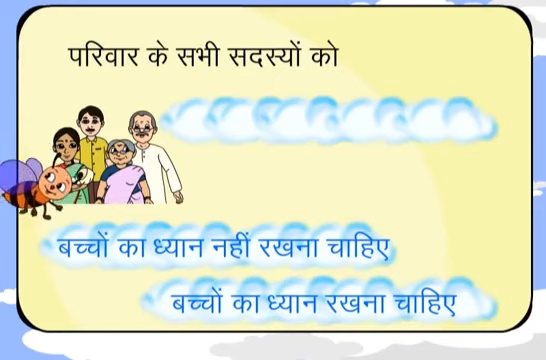 परिवार के सभी सदस्यों को
बच्चों का ध्यान नहीं रखना चाहिए
बच्चों का ध्यान रखना चाहिए